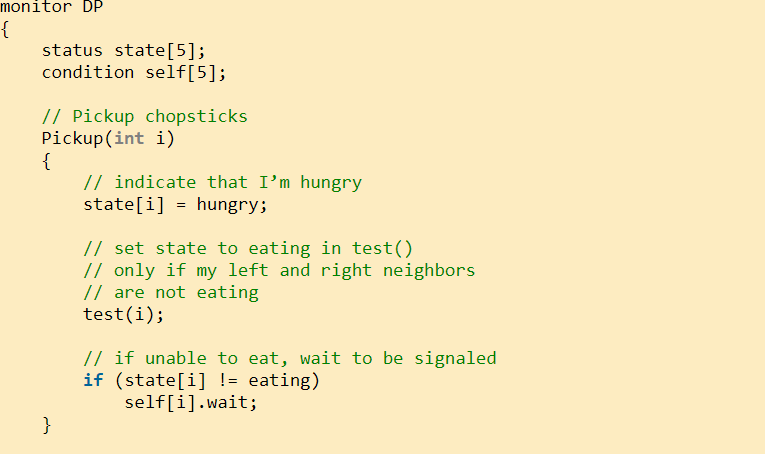 monitor DP
{
    status state[5];
    condition self[5];

    // Pickup chopsticks
    Pickup(int i)
    {
        // indicate that I’m hungry
        state[i] = hungry;

        // set state to eating in test()
        // only if my left and right neighbors
        // are not eating
        test(i);

        // if unable to eat, wait to be signaled
        if (state[i] != eating)
            self[i].wait;
    }